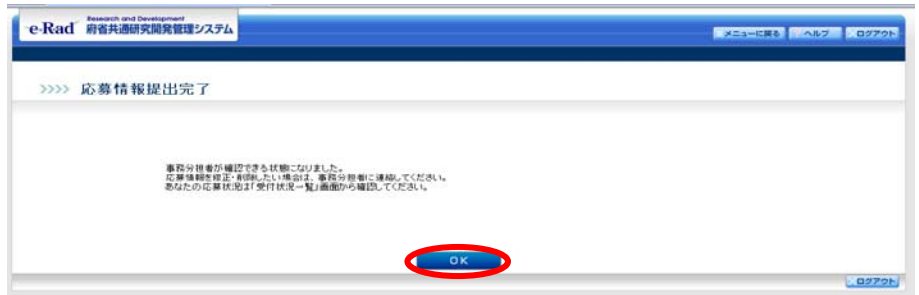 e-Rad
Research and Development
府省共通研究開発管理システム
メニューに戻る ヘルプ ログアウト
>>>> 応募情報提出完了
事務分担者が確認できる状態になりました。
応募情報を修正・削除したい場合は、事務分担者に連絡してください。
あなたの応募状況は「受付状況一覧」画面から確認してください。
OK
ログアウト